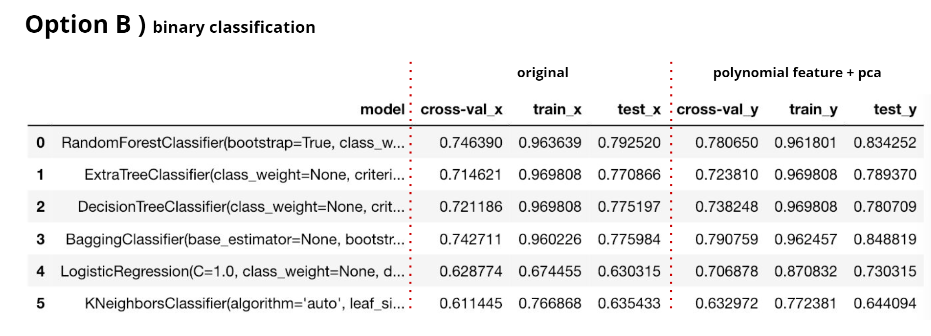 Option B ) binary classification
original polynomial feature + pca
model cross-val_x train_x test_x cross-val_y train_y test_y
0 RandomForestClassifier(bootstrap=True, class_w... 0.746390 0.963639 0.792520 0.780650 0.961801 0.834252
1 ExtraTreeClassifier(class_weight=None, criteri... 0.714621 0.969808 0.770866 0.723810 0.969808 0.789370
2 DecisionTreeClassifier(class_weight=None, crit... 0.721186 0.969808 0.775197 0.738248 0.969808 0.780709
3 BaggingClassifier(base_estimator=None, bootstr... 0.742711 0.960226 0.775984 0.790759 0.962457 0.848819
4 LogisticRegression(C=1.0, class_weight=None, d... 0.628774 0.674455 0.630315 0.706878 0.870832 0.730315
5 KNeighborsClassifier(algorithm='auto', leaf_si... 0.611445 0.766868 0.635433 0.632972 0.772381 0.644094